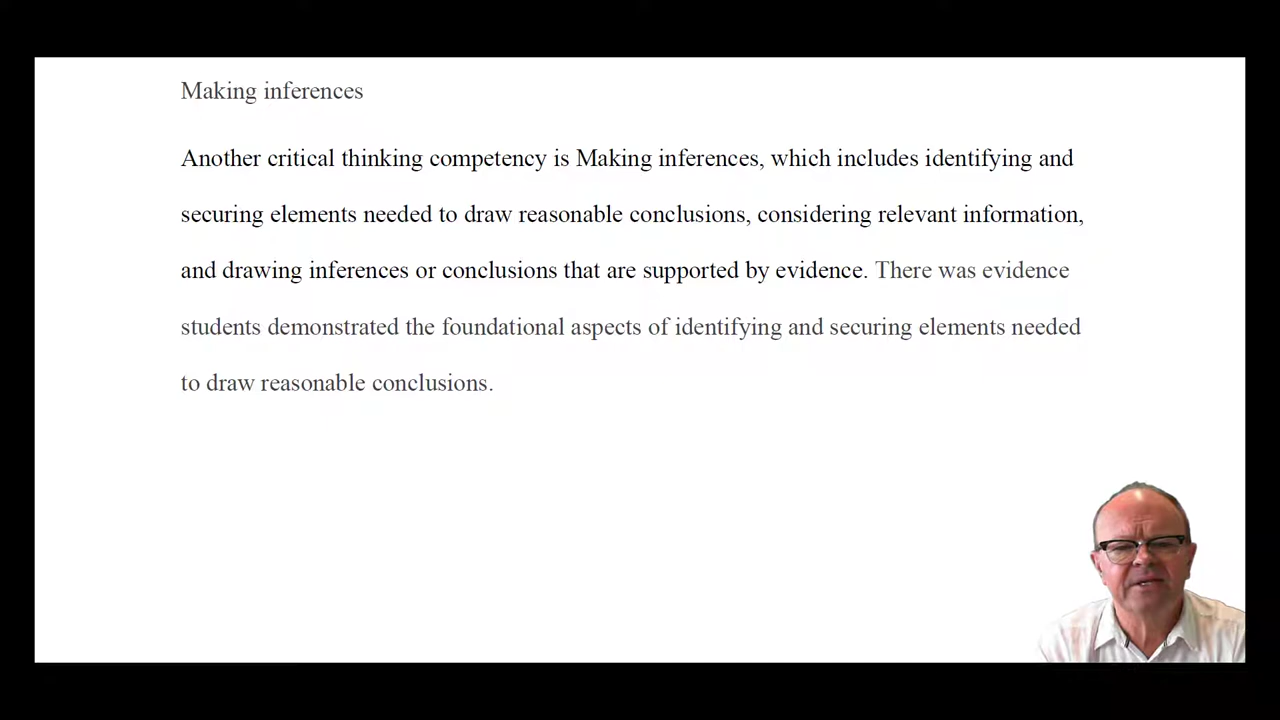 Making inferences
Another critical thinking competency is Making inferences, which includes identifying and
securing elements needed to draw reasonable conclusions, considering relevant information,
and drawing inferences or conclusions that are supported by evidence. There was evidence
students demonstrated the foundational aspects of identifying and securing elements needed
to draw reasonable conclusions.